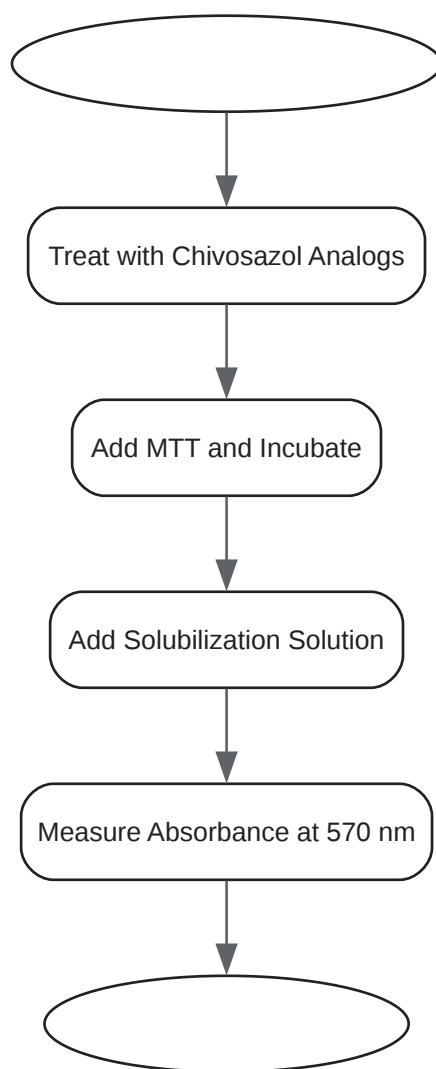 Treat with Chivosazol Analogs
Add MTT and Incubate
Add Solubilization Solution
Measure Absorbance at 570 nm